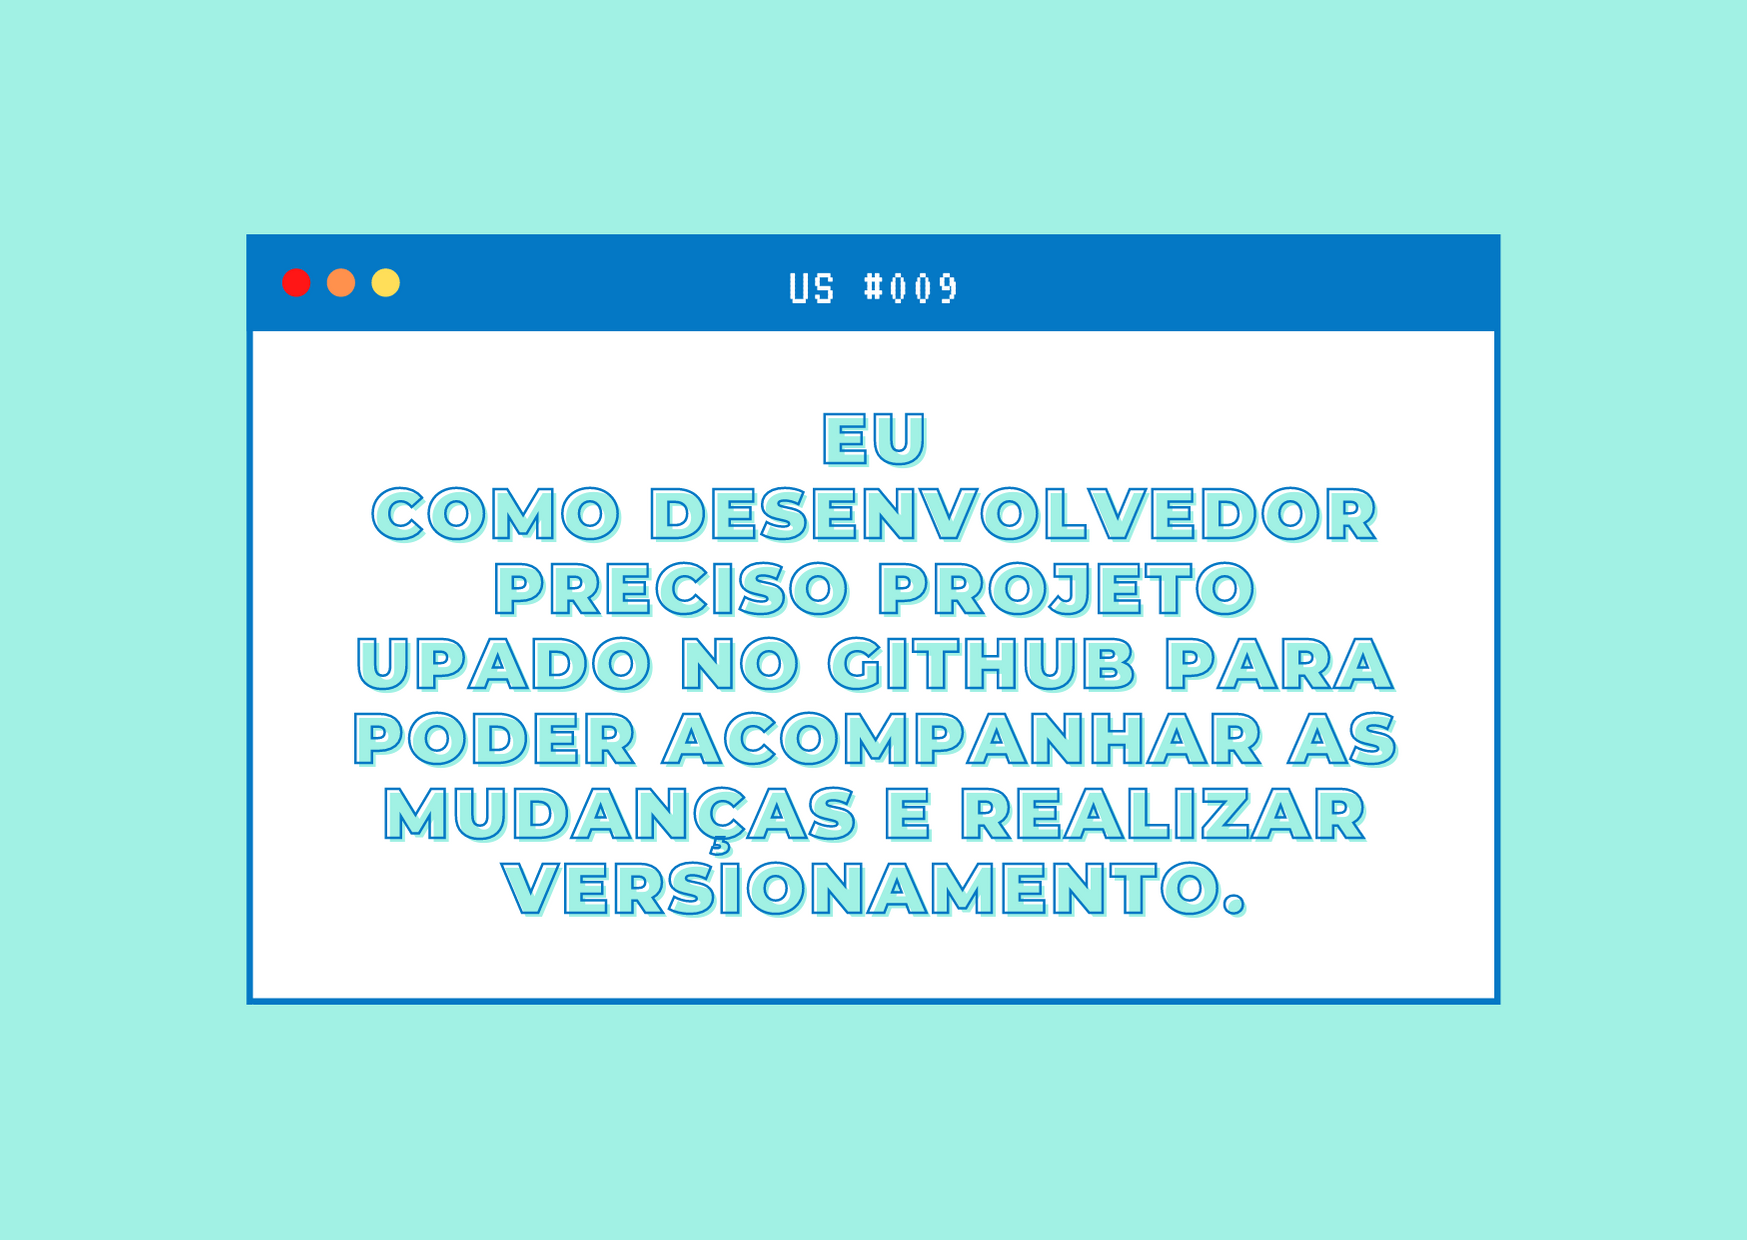 US #009
EU
COMO DESENVOLVEDOR
PRECISO PROJETO
UPADO NO GITHUB PARA
PODER ACOMPANHAR AS
MUDANÇAS E REALIZAR
VERSIONAMENTO.